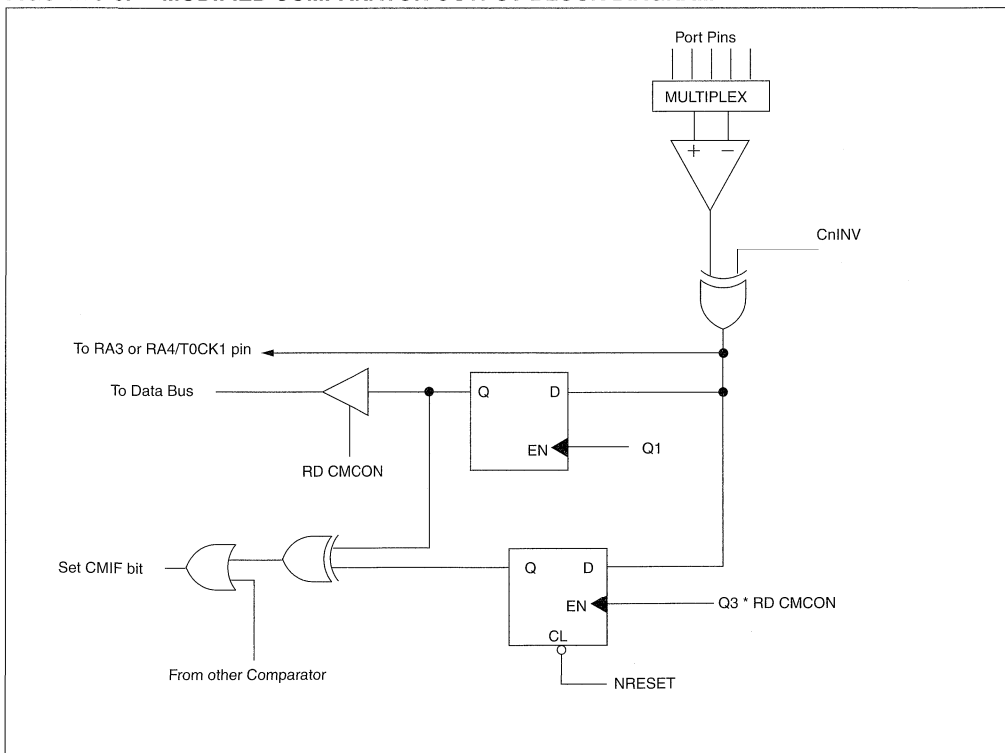 Port Pins
MULTIPLEX
+ −
CnINV
To RA3 or RA4/T0CK1 pin
To Data Bus
Q D
EN
Q1
RD CMCON
Set CMIF bit
Q D
EN
Q3 * RD CMCON
CL
From other Comparator
NRESET